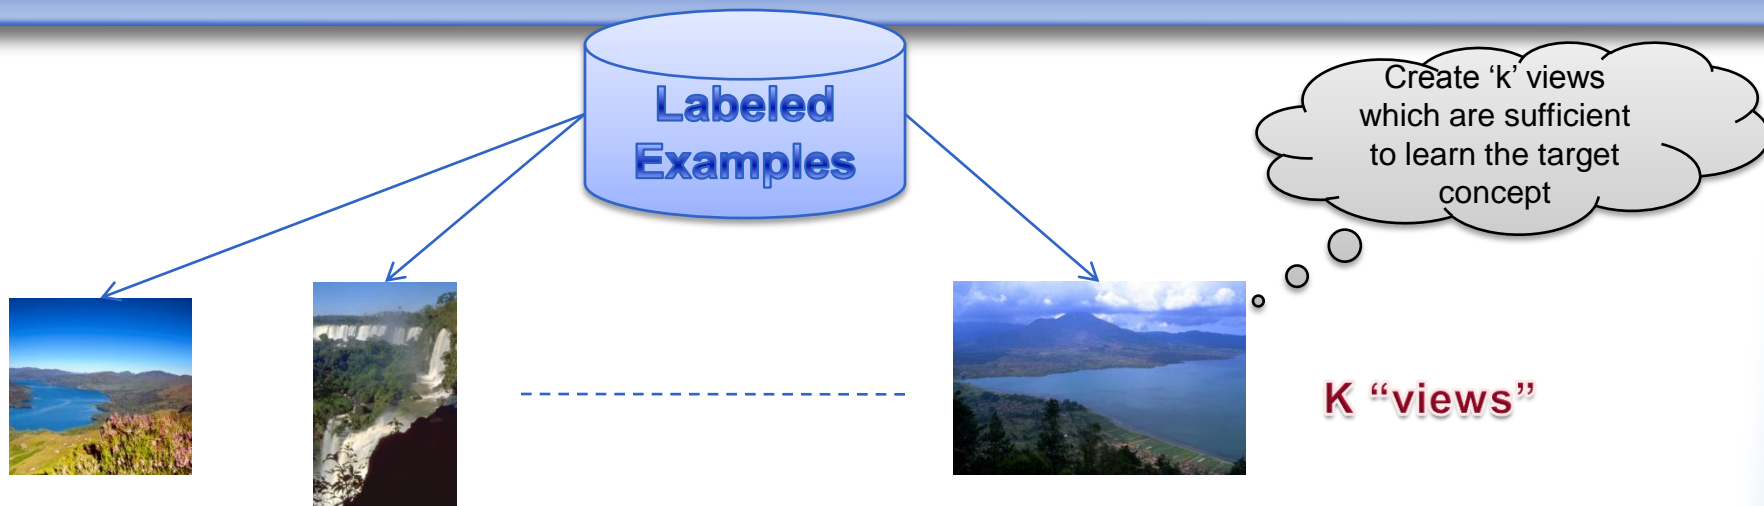 Labeled
Examples
Create ‘k’ views
which are sufficient
to learn the target
concept
K “views”